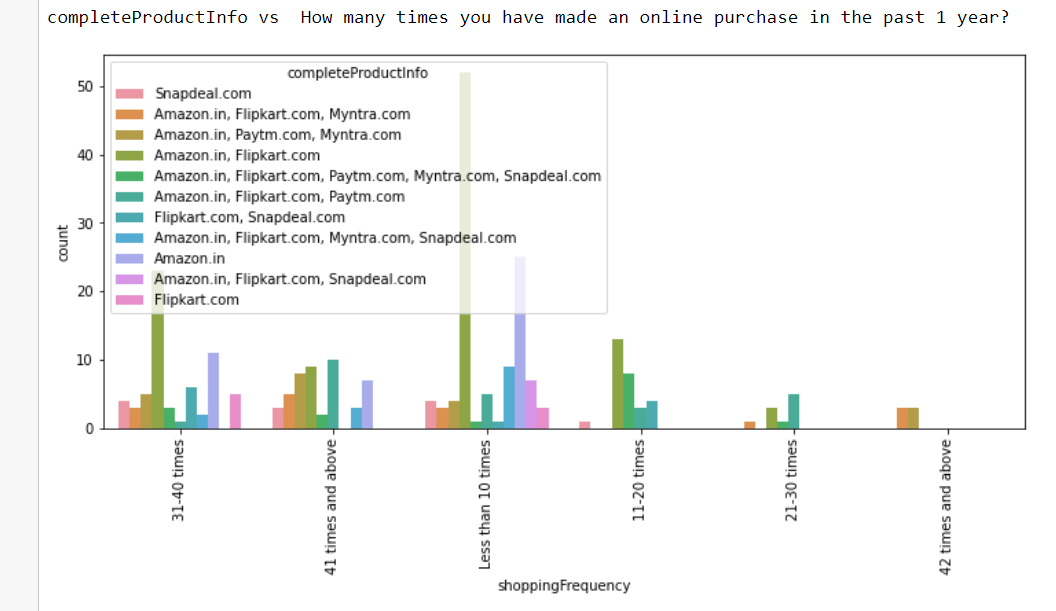 completeProductInfo vs  How many times you have made an online purchase in the past 1 year?
completeProductInfo
Snapdeal.com
Amazon.in, Flipkart.com, Myntra.com
Amazon.in, Paytm.com, Myntra.com
Amazon.in, Flipkart.com
Amazon.in, Flipkart.com, Paytm.com, Myntra.com, Snapdeal.com
Amazon.in, Flipkart.com, Paytm.com
Flipkart.com, Snapdeal.com
Amazon.in, Flipkart.com, Myntra.com, Snapdeal.com
Amazon.in
Amazon.in, Flipkart.com, Snapdeal.com
Flipkart.com
count
50
40
30
20
10
0
31-40 times
41 times and above
Less than 10 times
11-20 times
21-30 times
42 times and above
shoppingFrequency